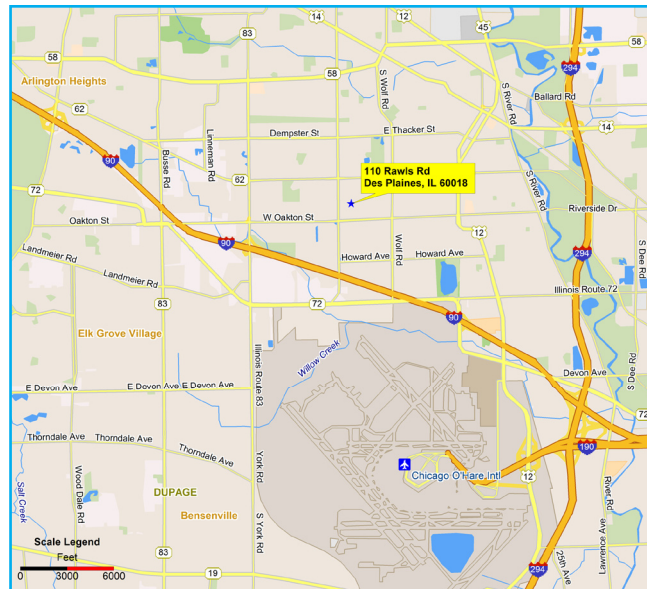 14
12
45
58
83
58
294
Arlington Heights
58
S Wolf Rd
S River Rd
Ballard Rd
62
Linneman Rd
Dempster St
E Thacker St
14
90
Busse Rd
62
110 Rawls Rd
Des Plaines, IL 60018
S River Rd
72
Oakton St
W Oakton St
Riverside Dr
12
90
Wolf Rd
Howard Ave
Howard Ave
294
S Dee Rd
Landmeier Rd
Landmeier Rd
83
72
Illinois Route 72
90
Elk Grove Village
Illinois Route 83
Willow Creek
E Devon Ave
E Devon Ave
E Devon Ave
Devon Ave
S Dee Rd
72
Thorndale Ave
Thorndale Ave
Thorndale Ave
190
Chicago O'Hare Intl
12
Salt Creek
Wood Dale Rd
York Rd
River Rd
DUPAGE
Bensenville
S York Rd
Lawrence Ave
25th Ave
Scale Legend
Feet
83
0 3000 6000
19
294